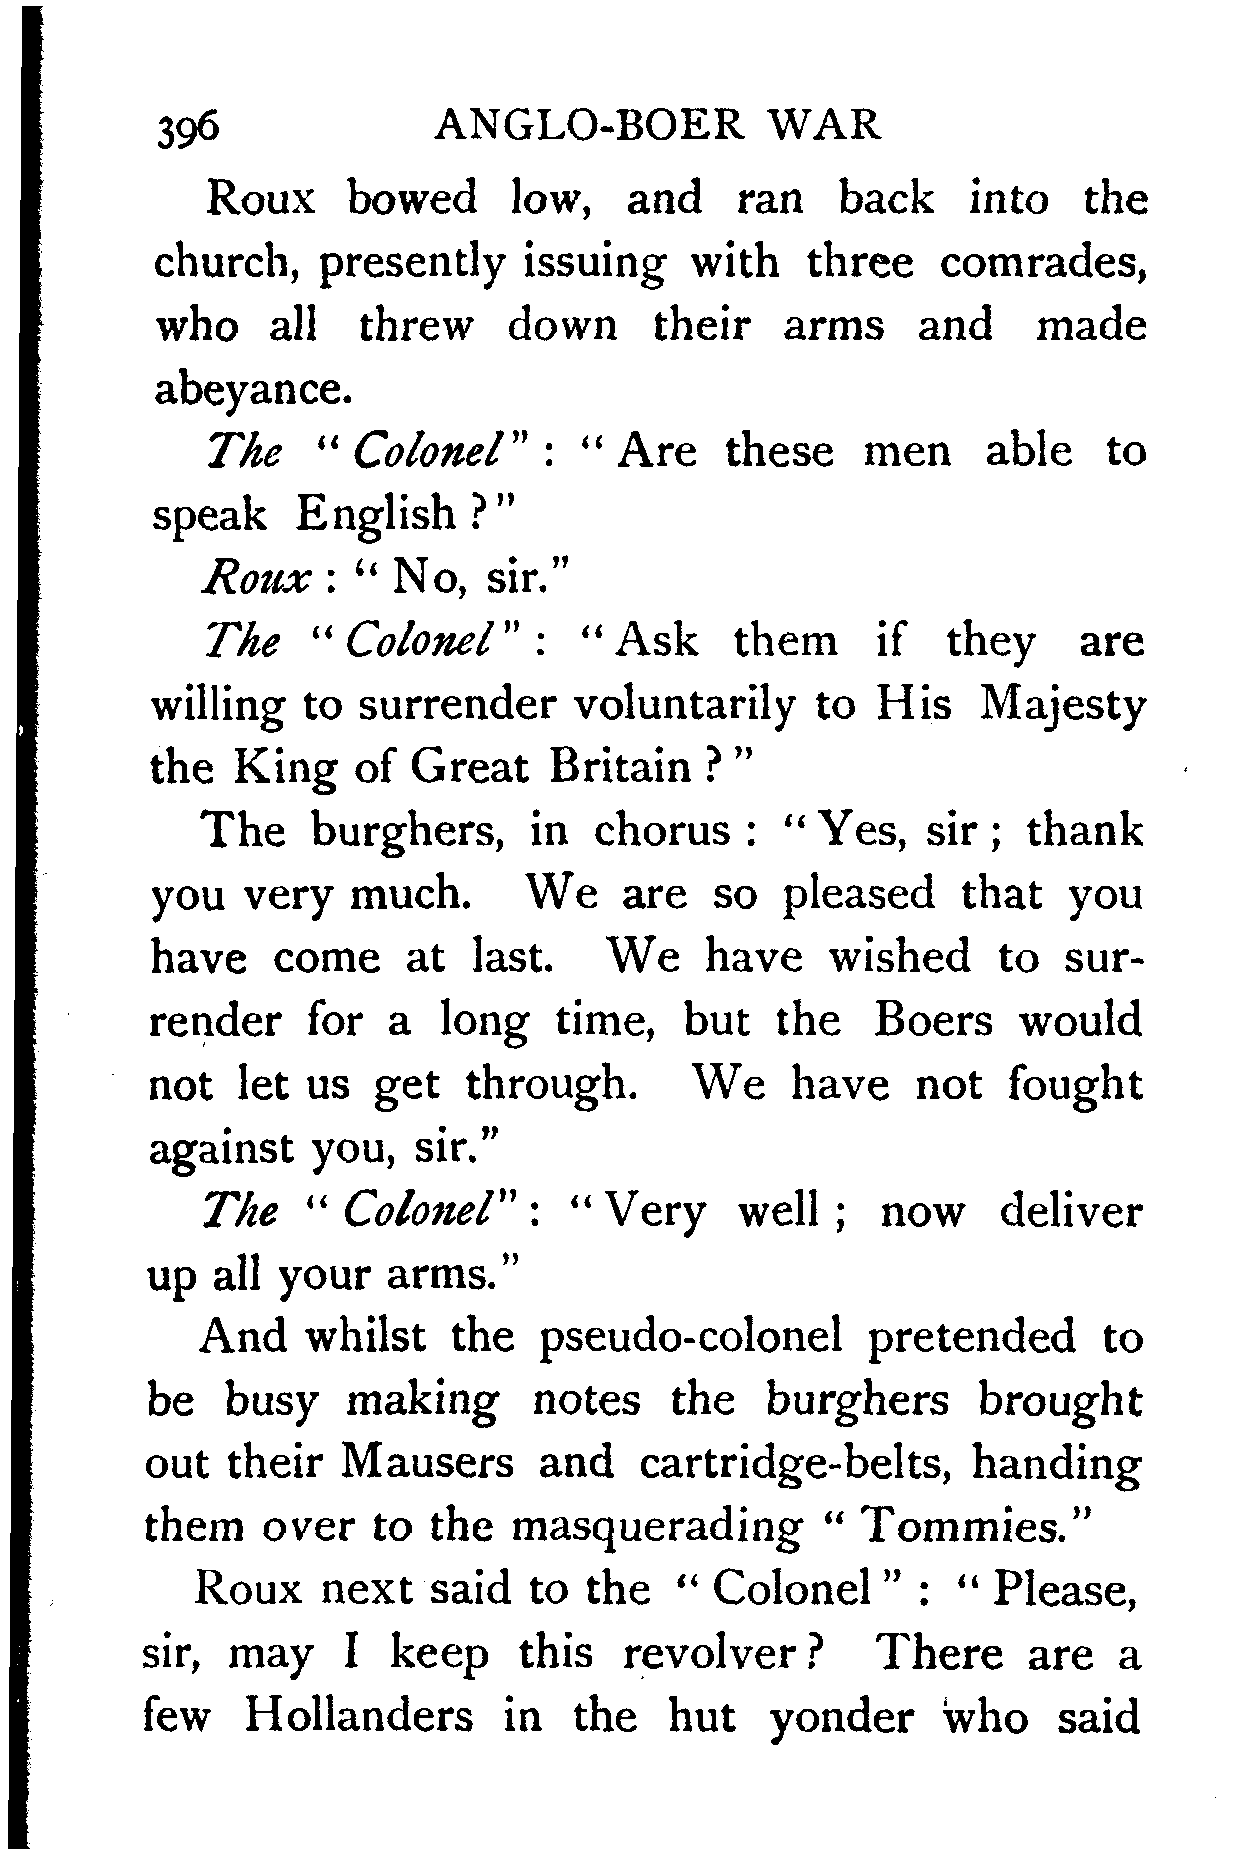 396 ANGLO-BOER WAR
Roux bowed low, and ran back into the
church, presently issuing with three comrades,
who all threw down their arms and made
abeyance.
The “ Colonel” : “ Are these men able to
speak English ?”
Roux : “ No, sir.”
The “ Colonel” : “ Ask them if they are
willing to surrender voluntarily to His Majesty
the King of Great Britain ? ”
The burghers, in chorus : “ Yes, sir ; thank
you very much. We are so pleased that you
have come at last. We have wished to sur-
render for a long time, but the Boers would
not let us get through. We have not fought
against you, sir.”
The “ Colonel” : “ Very well ; now deliver
up all your arms.”
And whilst the pseudo-colonel pretended to
be busy making notes the burghers brought
out their Mausers and cartridge-belts, handing
them over to the masquerading “ Tommies.”
Roux next said to the “ Colonel ” : “ Please,
sir, may I keep this revolver ? There are a
few Hollanders in the hut yonder who said